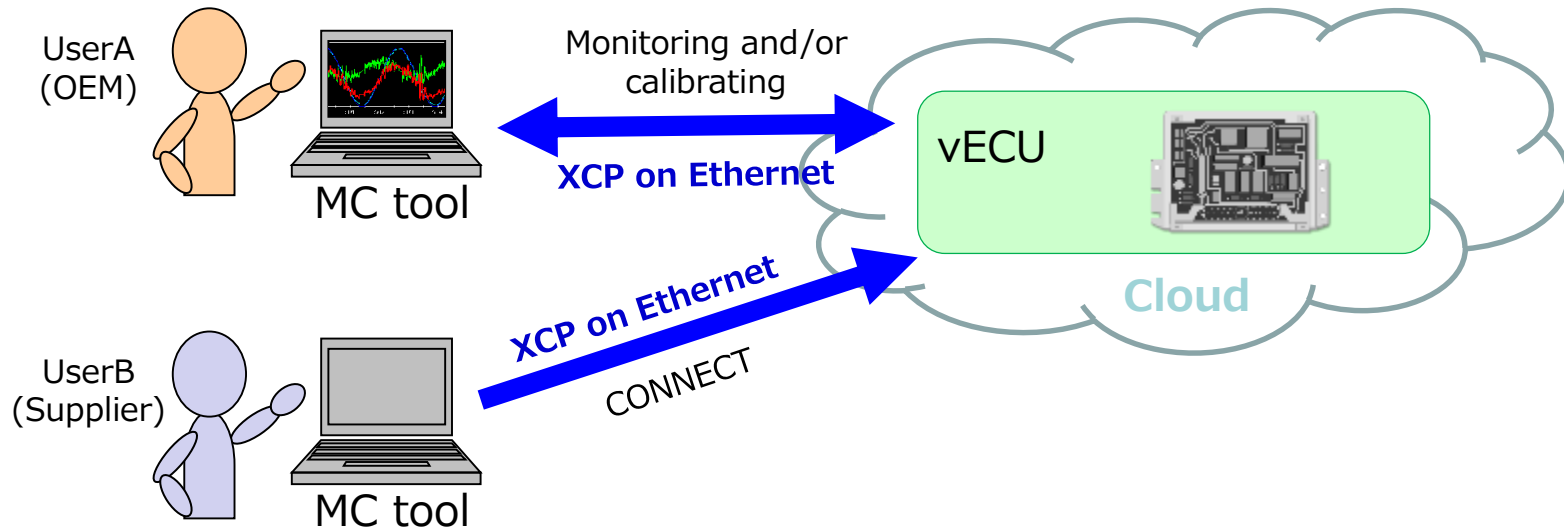 UserA
(OEM)
MC tool
Monitoring and/or
calibrating
XCP on Ethernet
vECU
Cloud
UserB
(Supplier)
MC tool
XCP on Ethernet
CONNECT